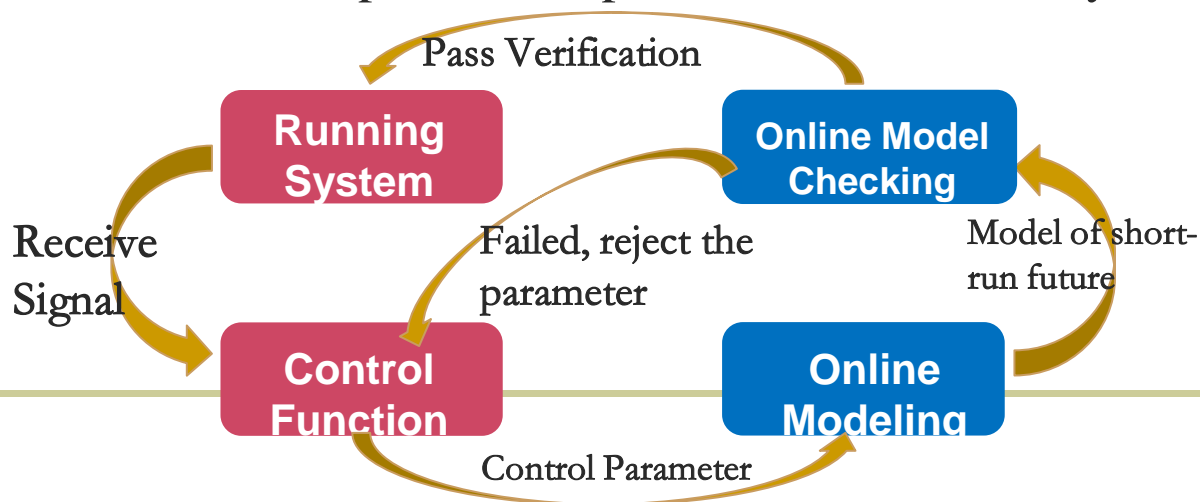 Pass Verification
Running
System
Online Model
Checking
Receive
Signal
Failed, reject the
parameter
Model of short-
run future
Control
Function
Online
Modeling
Control Parameter